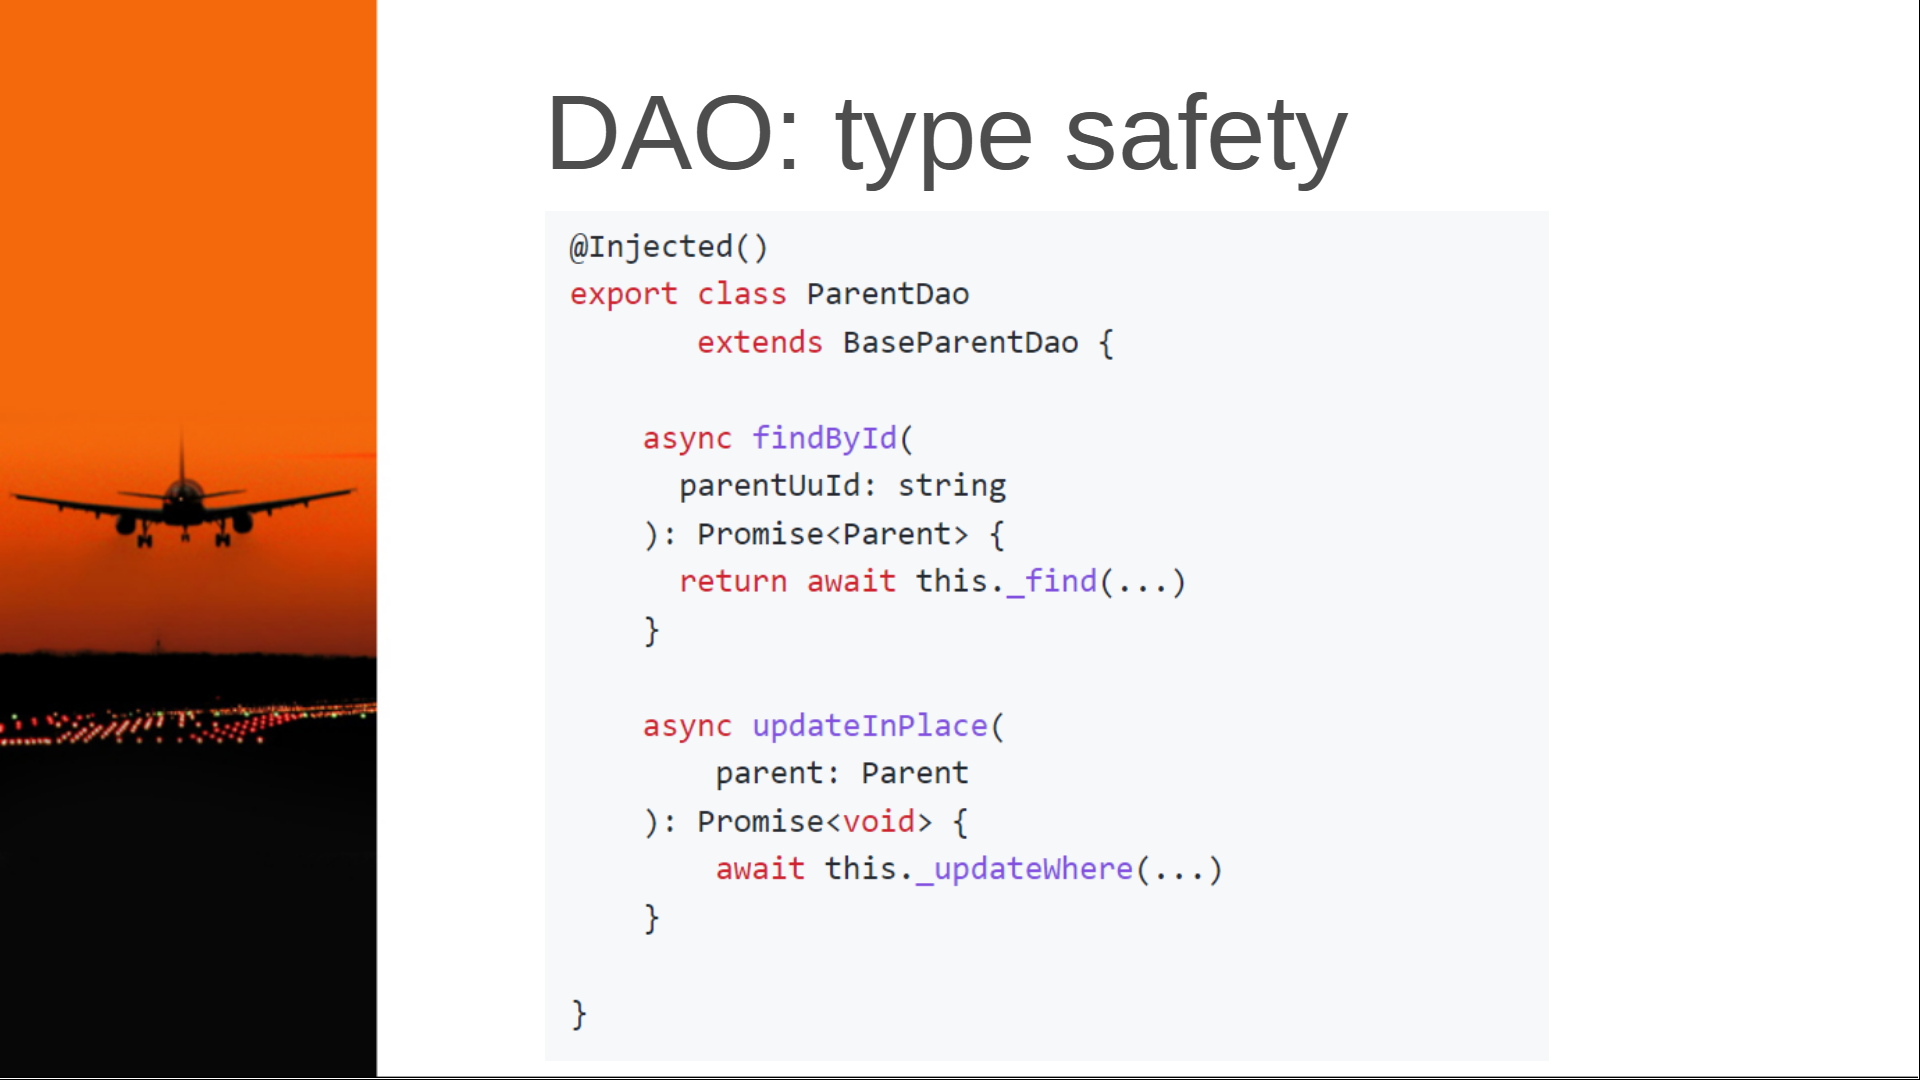 DAO: type safety
@Injected()
export class ParentDao
extends BaseParentDao {
async findById(
parentUuId: string
): Promise<Parent> {
return await this._find(...)
}
async updateInPlace(
parent: Parent
): Promise<void> {
await this._updateWhere(...)
}
}